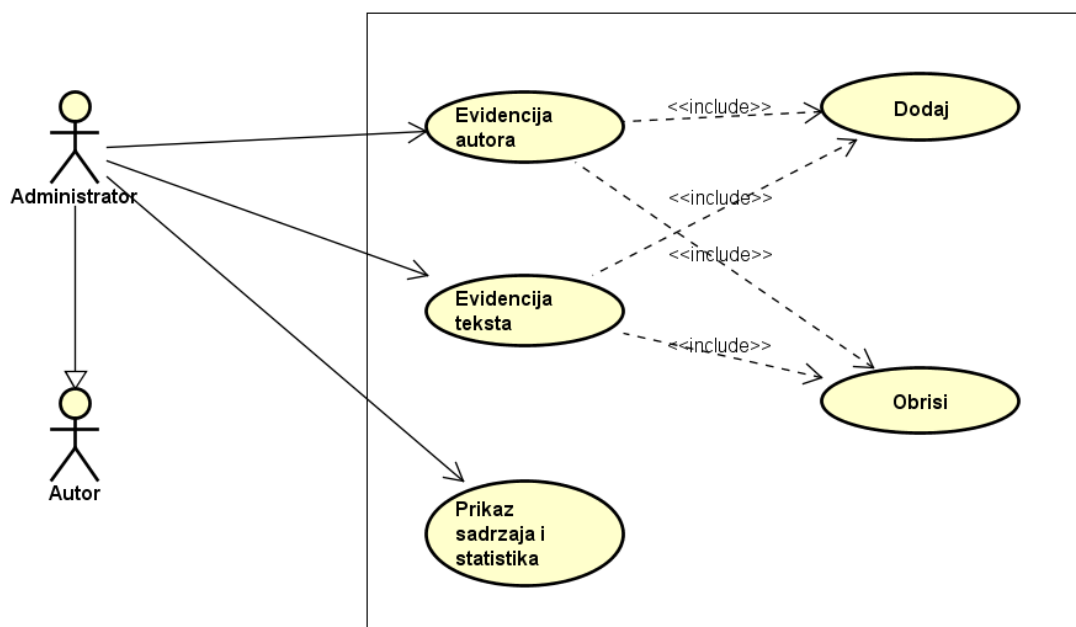 Administrator
Autor
Evidencija
autora
<<include>>
Dodaj
<<include>>
<<include>>
Evidencija
teksta
<<include>>
Obrisi
Prikaz
sadrzaja i
statistika